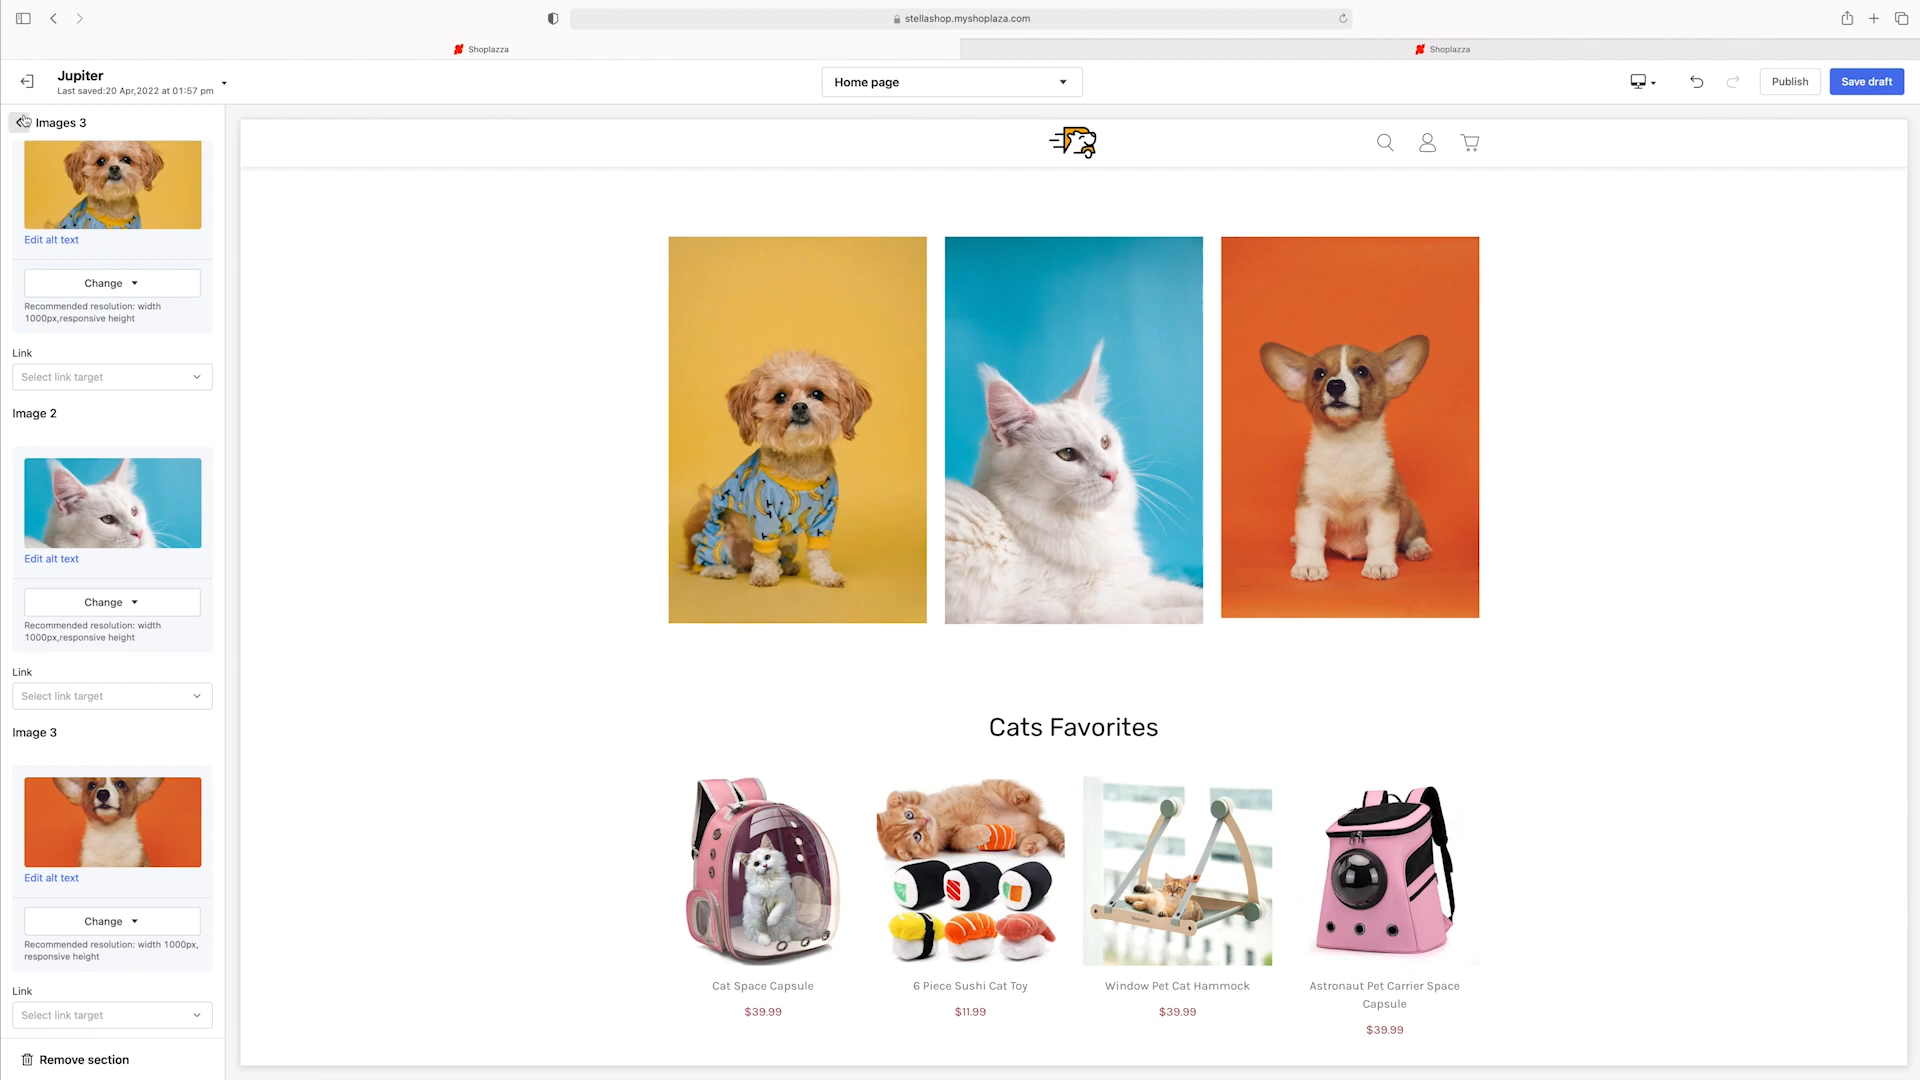 stellashop.myshoplaza.com
Shoplazza
Shoplazza
Jupiter
Last saved:20 Apr,2022 at 01:57 pm
Home page
Publish
Save draft
Images 3
Edit alt text
Change
Recommended resolution: width
1000px,responsive height
Link
Select link target
Image 2
Edit alt text
Change
Recommended resolution: width
1000px,responsive height
Link
Select link target
Image 3
Edit alt text
Change
Recommended resolution: width 1000px,
responsive height
Link
Select link target
Remove section
Cats Favorites
Cat Space Capsule
$39.99
6 Piece Sushi Cat Toy
$11.99
Window Pet Cat Hammock
$39.99
Astronaut Pet Carrier Space
Capsule
$39.99